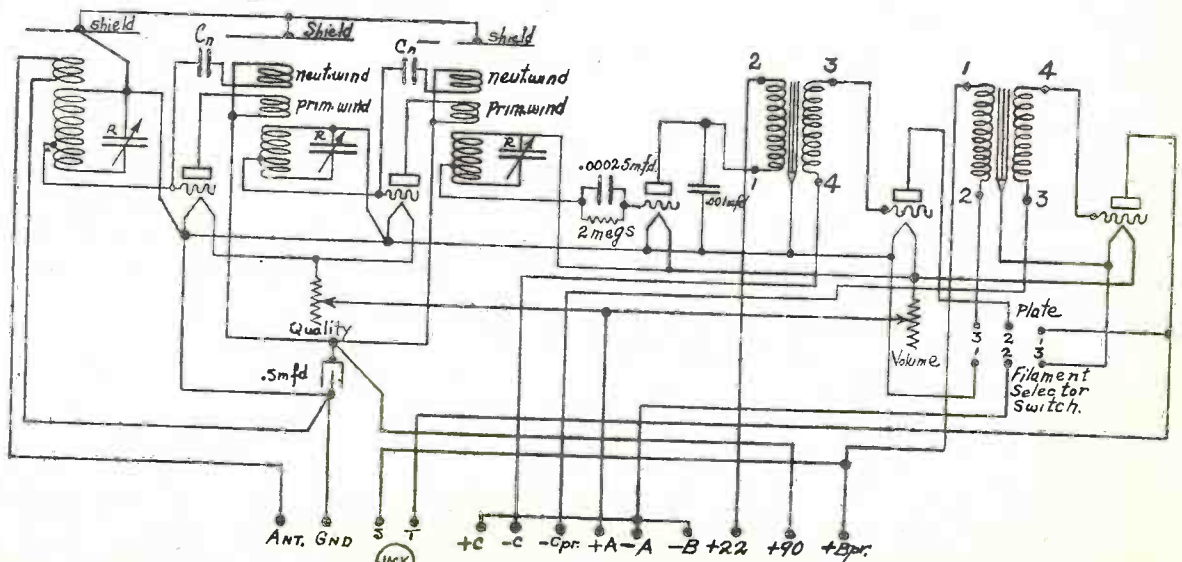 shield
Shield
shield
Cn
Cn
neut.wind
neut.wind
prim.wind
Prim.wind
R
R
R
.00025mfd.
2 megs
.001mfd
2
3
1
4
1
4
2
3
Quality
.5mfd
Volume
Plate
3 2 1
1 2 3
Filament
Selector
Switch.
ANT. GND S T +C -C -Cpr. +A -A -B +22 +90 +Bpr.
JACK